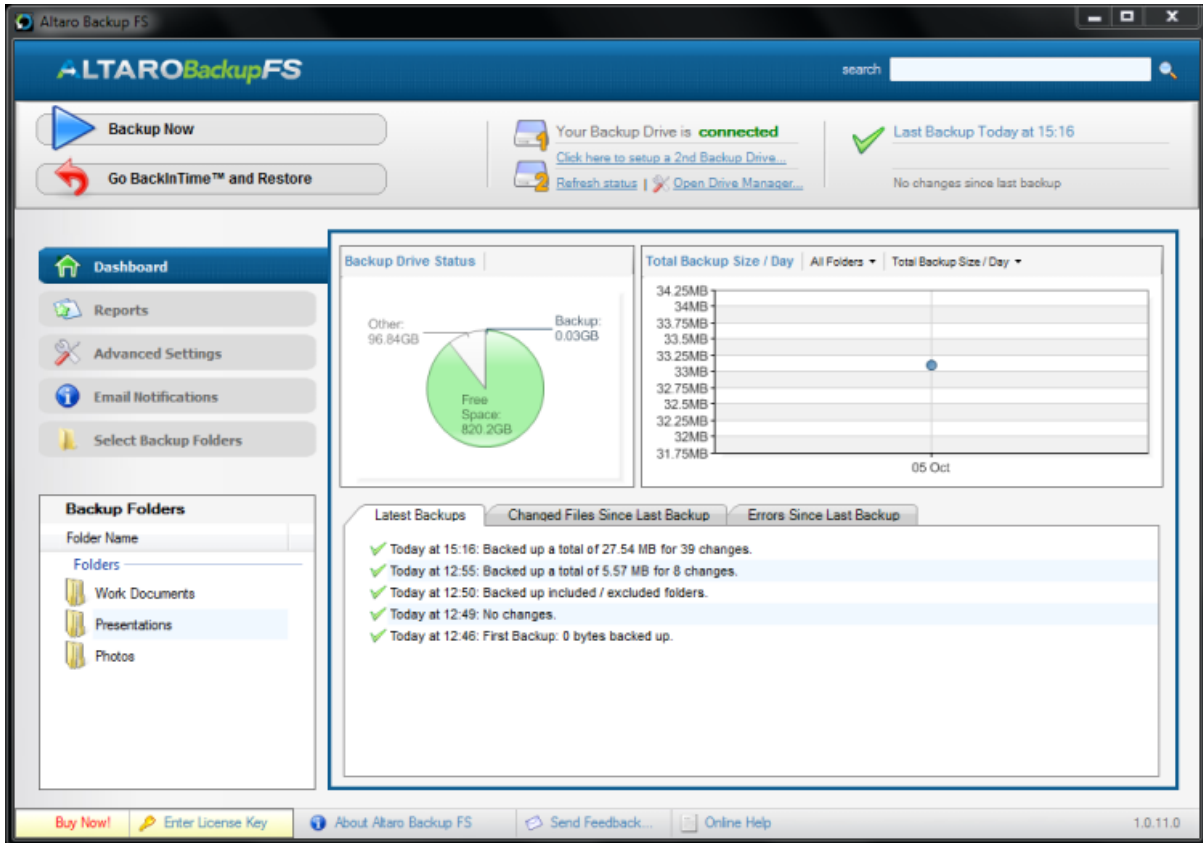 Altaro Backup FS
ALTAROBackupFS
search
Backup Now
Go BackInTime™ and Restore
1
Your Backup Drive is connected
Click here to setup a 2nd Backup Drive...
2
Refresh status | Open Drive Manager...
Last Backup Today at 15:16
No changes since last backup
Dashboard
Reports
Advanced Settings
Email Notifications
Select Backup Folders
Backup Folders
Folder Name
Folders
Work Documents
Presentations
Photos
Backup Drive Status
Other:
96.84GB
Backup:
0.03GB
Free
Space:
820.2GB
Total Backup Size / Day All Folders Total Backup Size / Day
34.25MB
34MB
33.75MB
33.5MB
33.25MB
33MB
32.75MB
32.5MB
32.25MB
32MB
31.75MB
05 Oct
Latest Backups Changed Files Since Last Backup Errors Since Last Backup
Today at 15:16: Backed up a total of 27.54 MB for 39 changes.
Today at 12:55: Backed up a total of 5.57 MB for 8 changes.
Today at 12:50: Backed up included / excluded folders.
Today at 12:49: No changes.
Today at 12:46: First Backup: 0 bytes backed up.
Buy Now! Enter License Key About Altaro Backup FS Send Feedback... Online Help 1.0.11.0